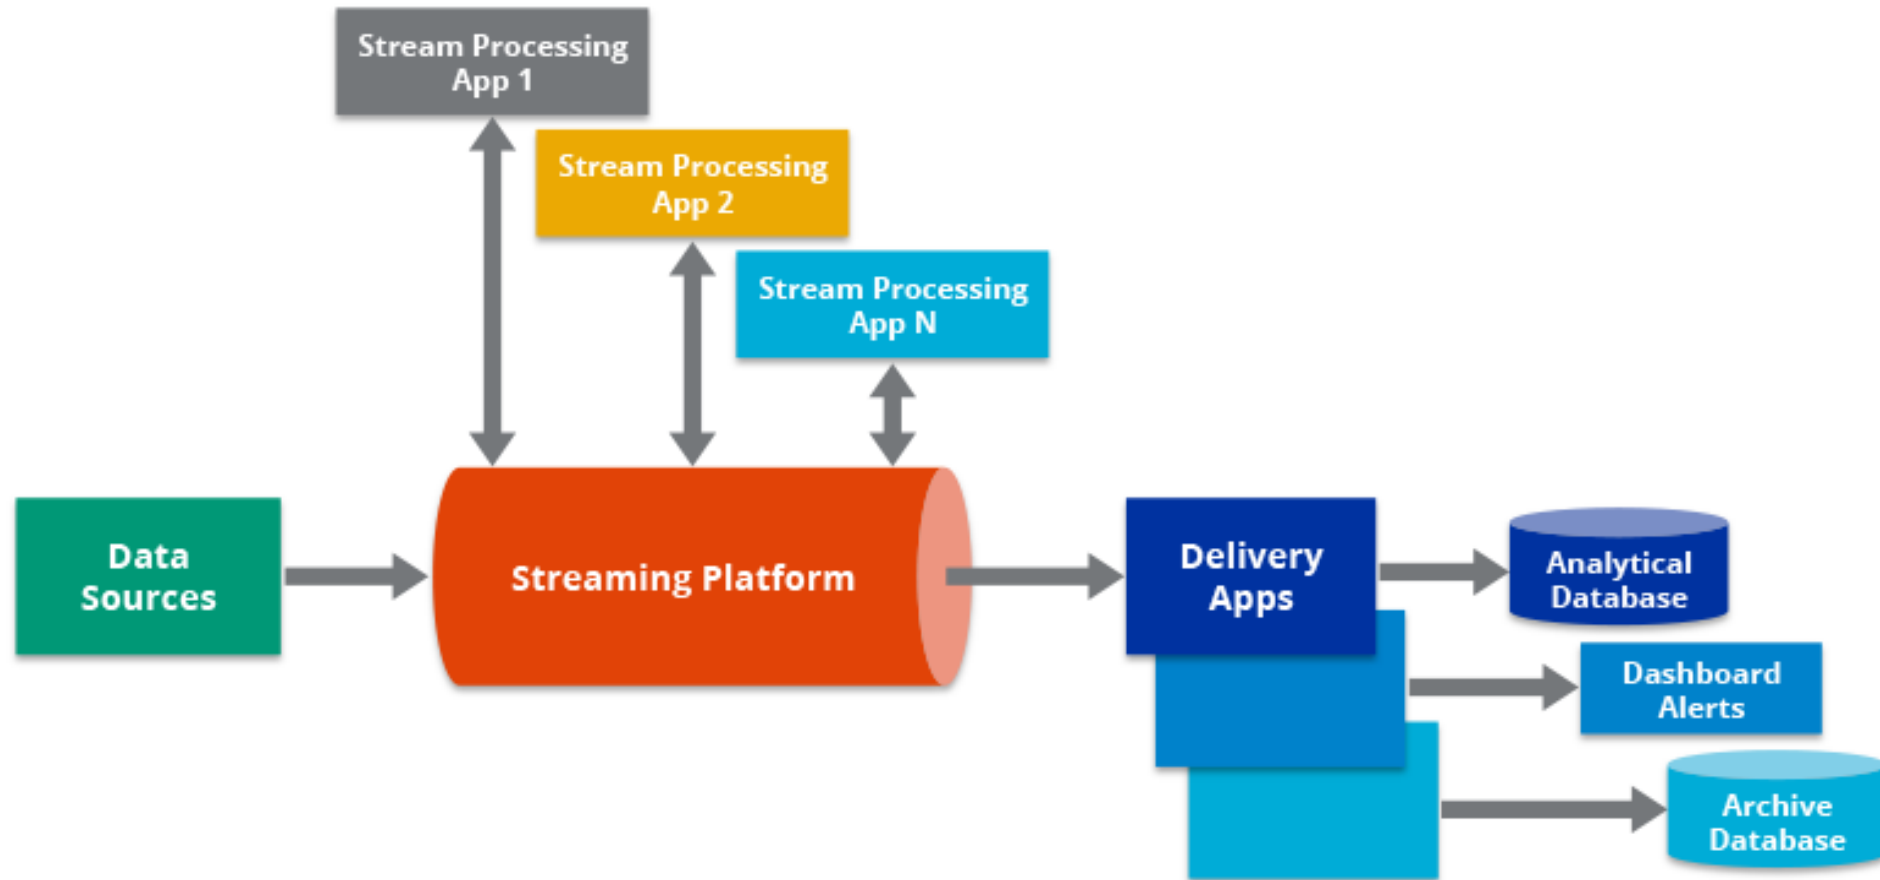 Stream Processing
App 1
Stream Processing
App 2
Stream Processing
App N
Data
Sources
Streaming Platform
Delivery
Apps
Analytical
Database
Dashboard
Alerts
Archive
Database